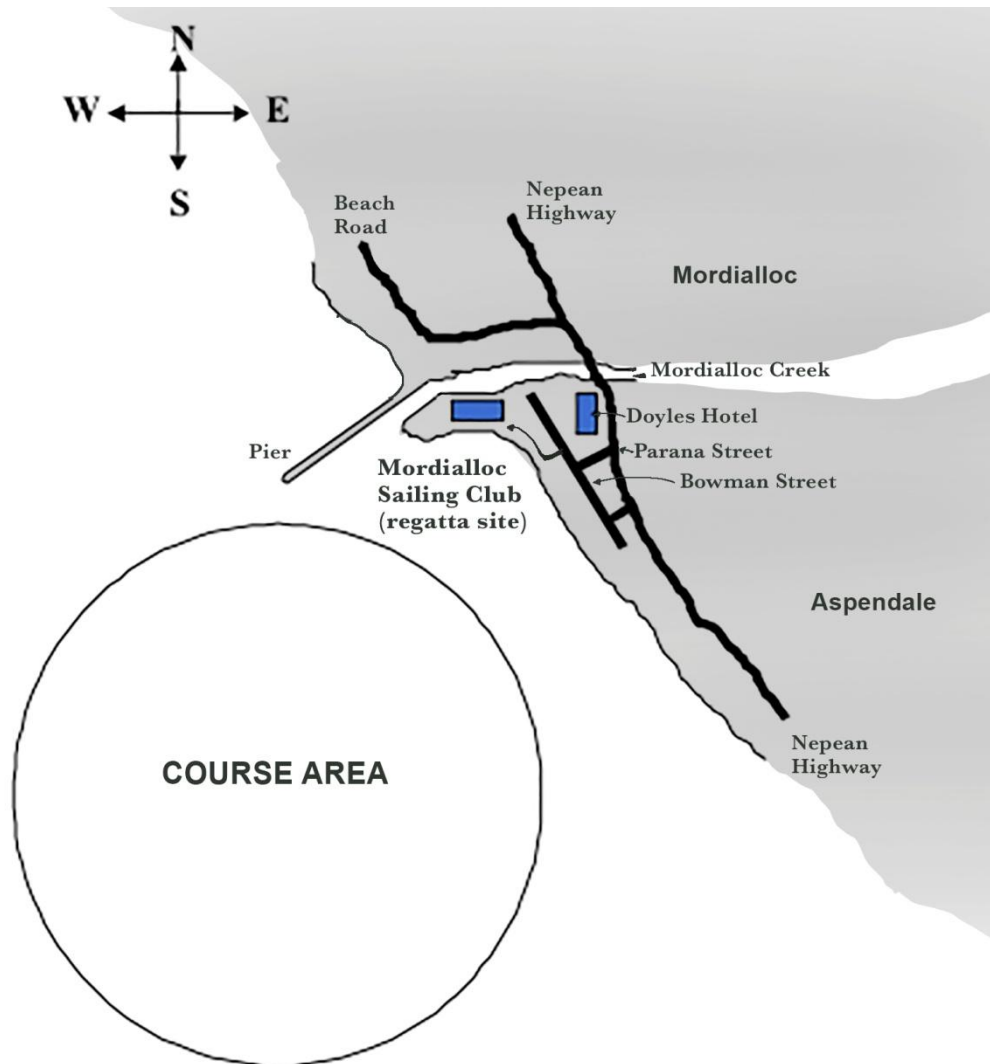 N
W E
S
Beach
Road
Nepean
Highway
Mordialloc
Mordialloc Creek
Doyles Hotel
Pier
Parana Street
Mordialloc
Sailing Club
(regatta site)
Bowman Street
Aspendale
COURSE AREA
Nepean
Highway